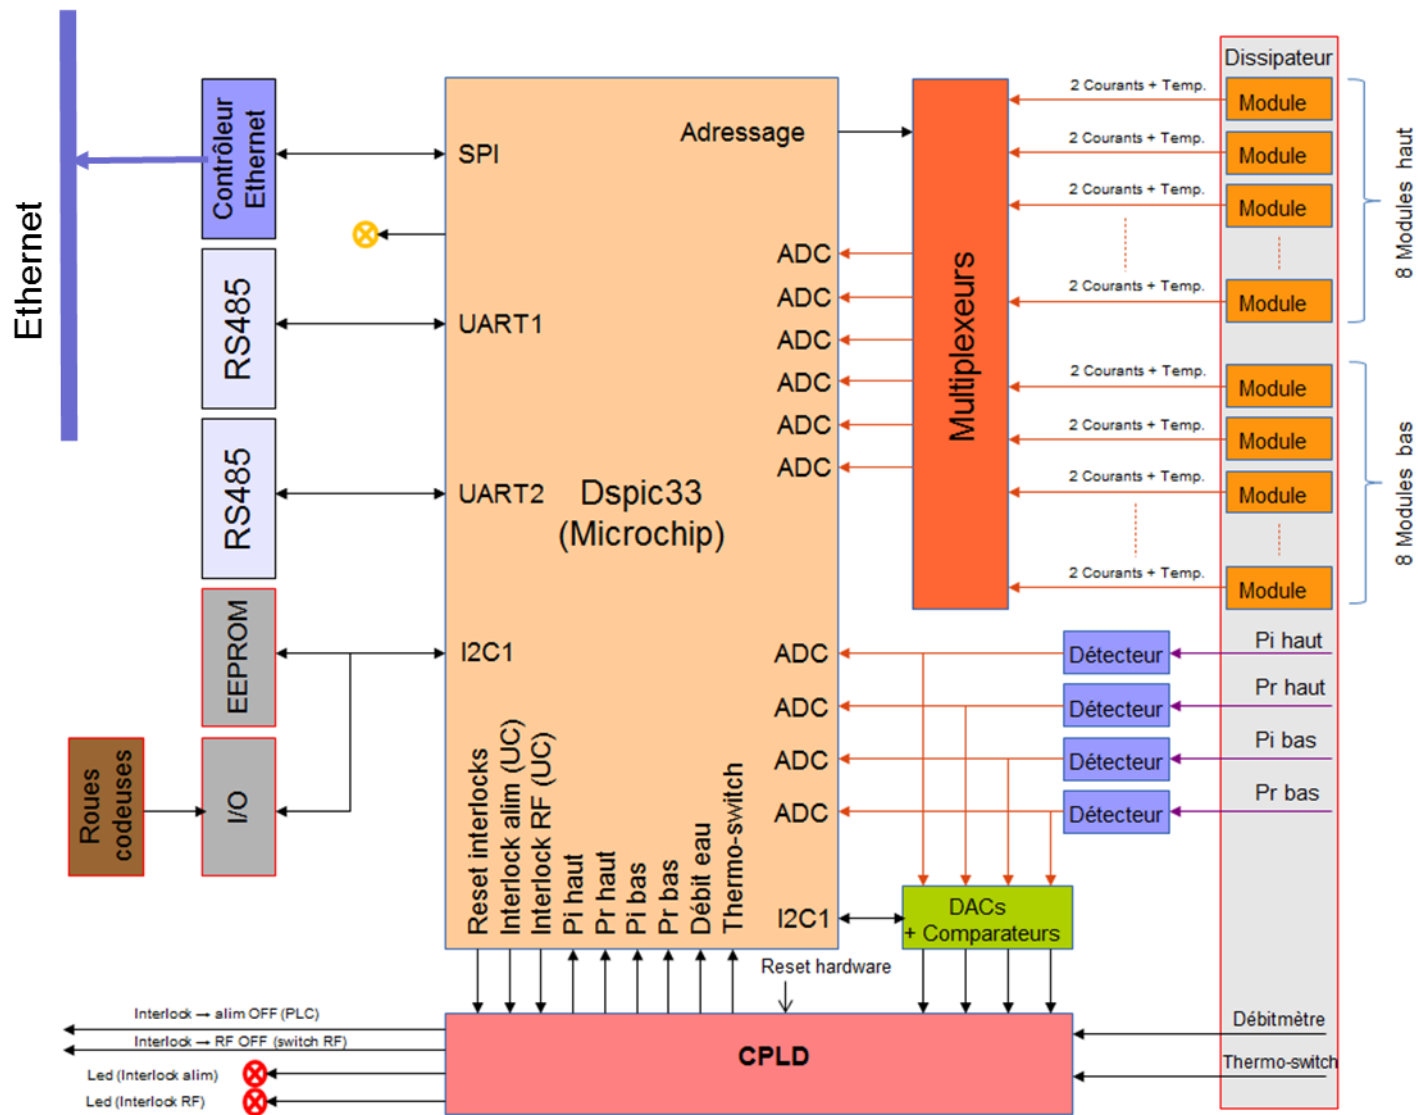 Ethernet
Contrôleur
Ethernet
RS485
RS485
EEPROM
I/O
Roues
codeuses
SPI
UART1
UART2
I2C1
Adressage
ADC
ADC
ADC
ADC
ADC
ADC
Dspic33
(Microchip)
ADC
ADC
ADC
ADC
I2C1
Reset interlocks
Interlock alim (UC)
Interlock RF (UC)
Pi haut
Pr haut
Pi bas
Pr bas
Débit eau
Thermo-switch
Multiplexeurs
2 Courants + Temp.
2 Courants + Temp.
2 Courants + Temp.
2 Courants + Temp.
2 Courants + Temp.
2 Courants + Temp.
2 Courants + Temp.
2 Courants + Temp.
Dissipateur
Module
Module
Module
Module
Module
Module
Module
Module
8 Modules haut
8 Modules bas
Détecteur
Détecteur
Détecteur
Détecteur
Pi haut
Pr haut
Pi bas
Pr bas
DACs
+ Comparateurs
Reset hardware
CPLD
Débitmètre
Thermo-switch
Interlock → alim OFF (PLC)
Interlock → RF OFF (switch RF)
Led (Interlock alim)
Led (Interlock RF)